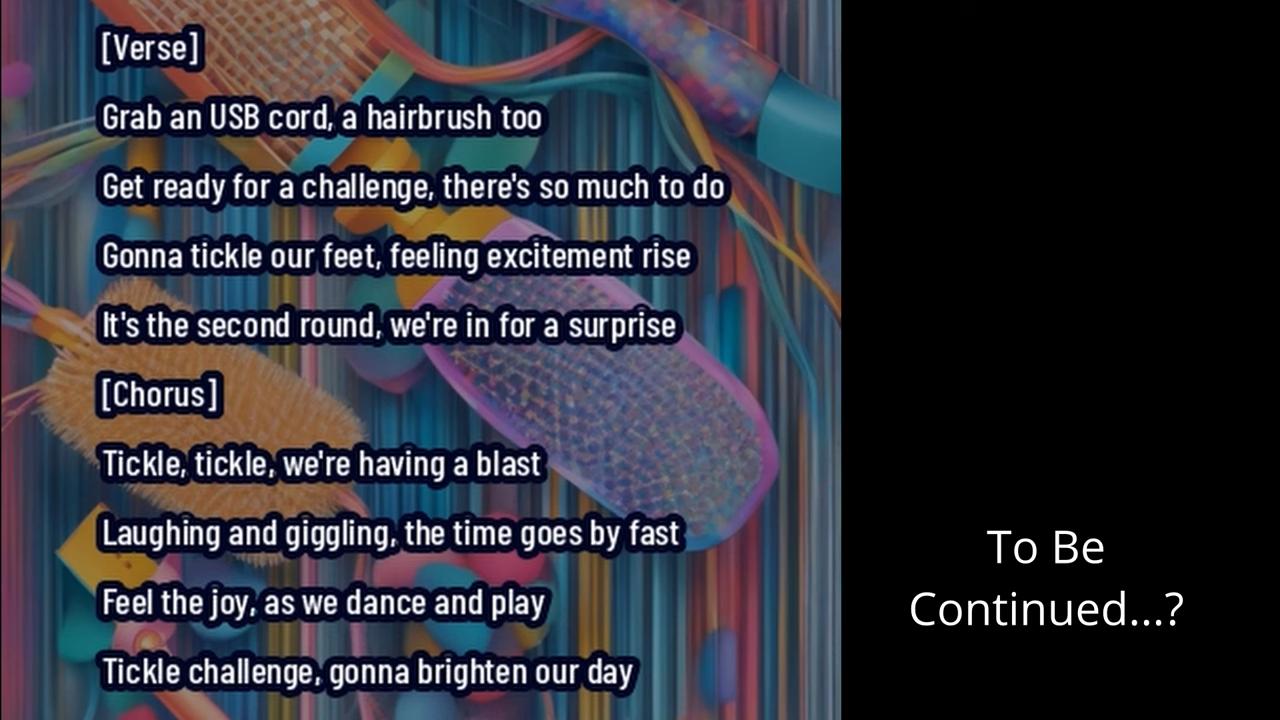 [Verse]
Grab an USB cord, a hairbrush too
Get ready for a challenge, there's so much to do
Gonna tickle our feet, feeling excitement rise
It's the second round, we're in for a surprise
[Chorus]
Tickle, tickle, we're having a blast
Laughing and giggling, the time goes by fast
Feel the joy, as we dance and play
Tickle challenge, gonna brighten our day
To Be
Continued...?